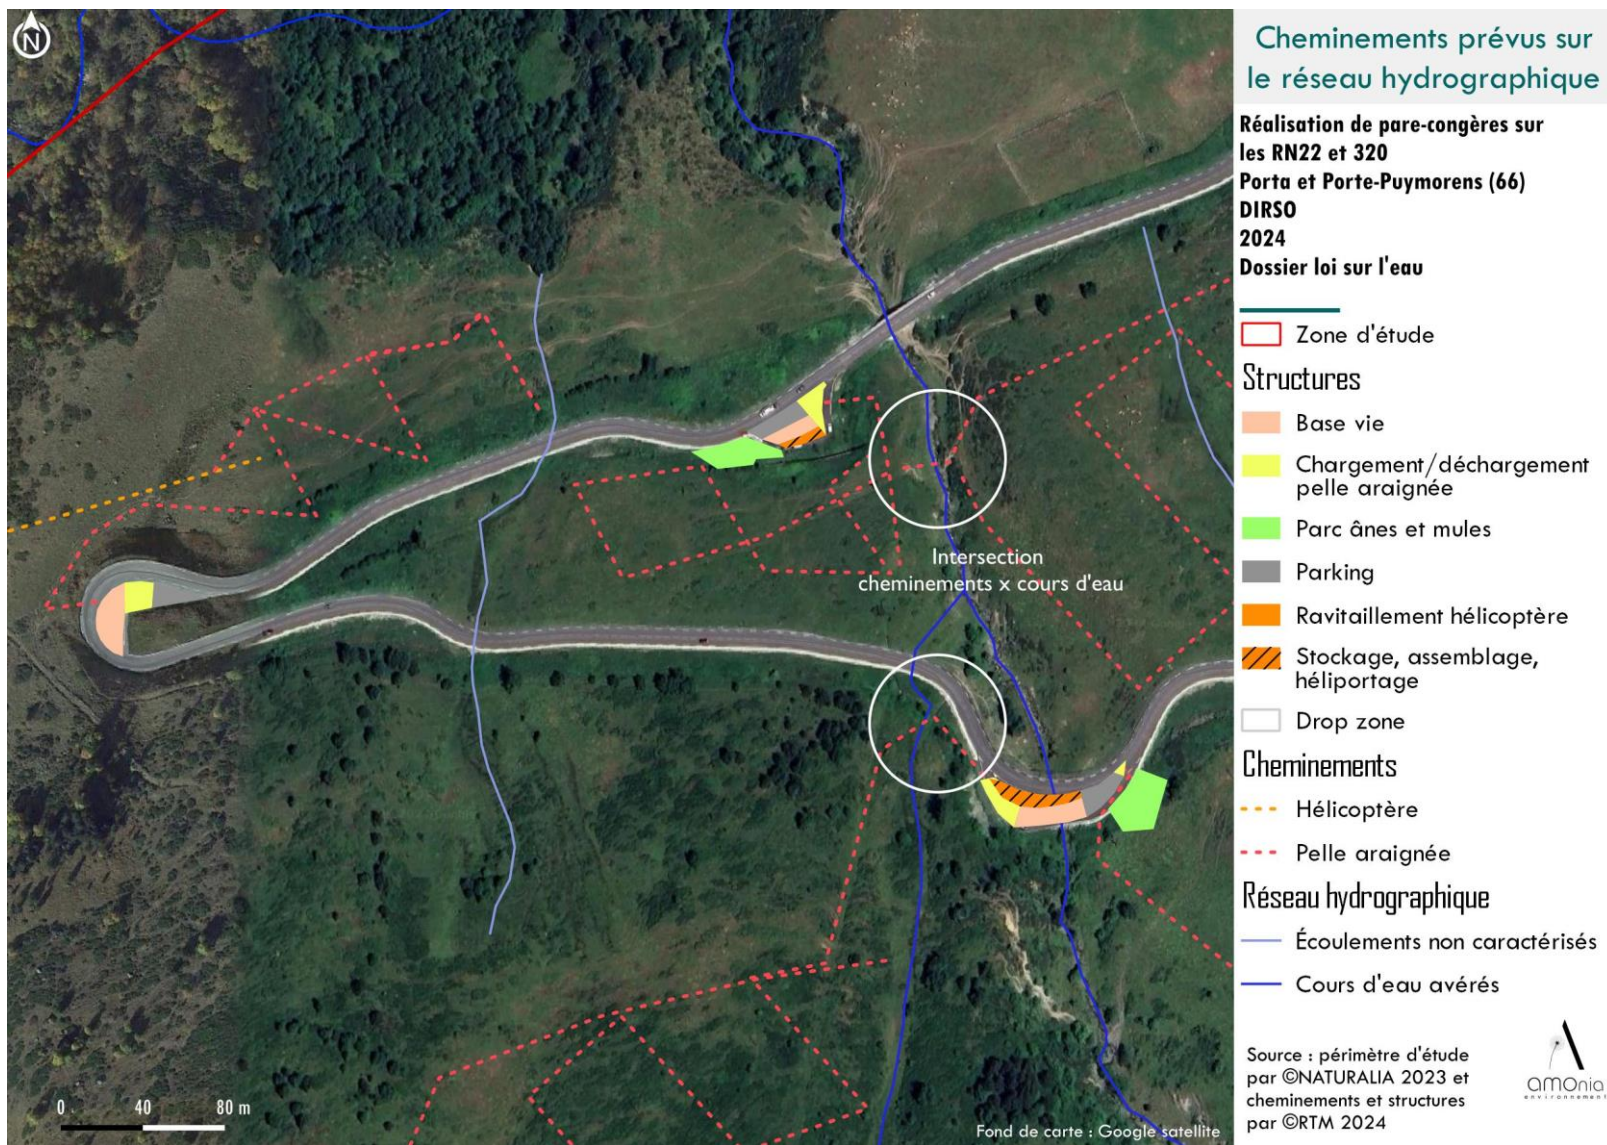 N
Cheminements prévus sur
le réseau hydrographique
Réalisation de pare-congères sur
les RN22 et 320
Porta et Porte-Puymorens (66)
DIRSO
2024
Dossier loi sur l'eau
Zone d'étude
Structures
Base vie
Chargement/déchargement
pelle araignée
Parc ânes et mules
Parking
Ravitaillement hélicoptère
Stockage, assemblage,
héliportage
Drop zone
Cheminements
Hélicoptère
Pelle araignée
Réseau hydrographique
Écoulements non caractérisés
Cours d'eau avérés
Source : périmètre d'étude
par ©NATURALIA 2023 et
cheminements et structures
par ©RTM 2024
amonia
environnement
Intersection
cheminements x cours d'eau
0 40 80 m
Fond de carte : Google satellite